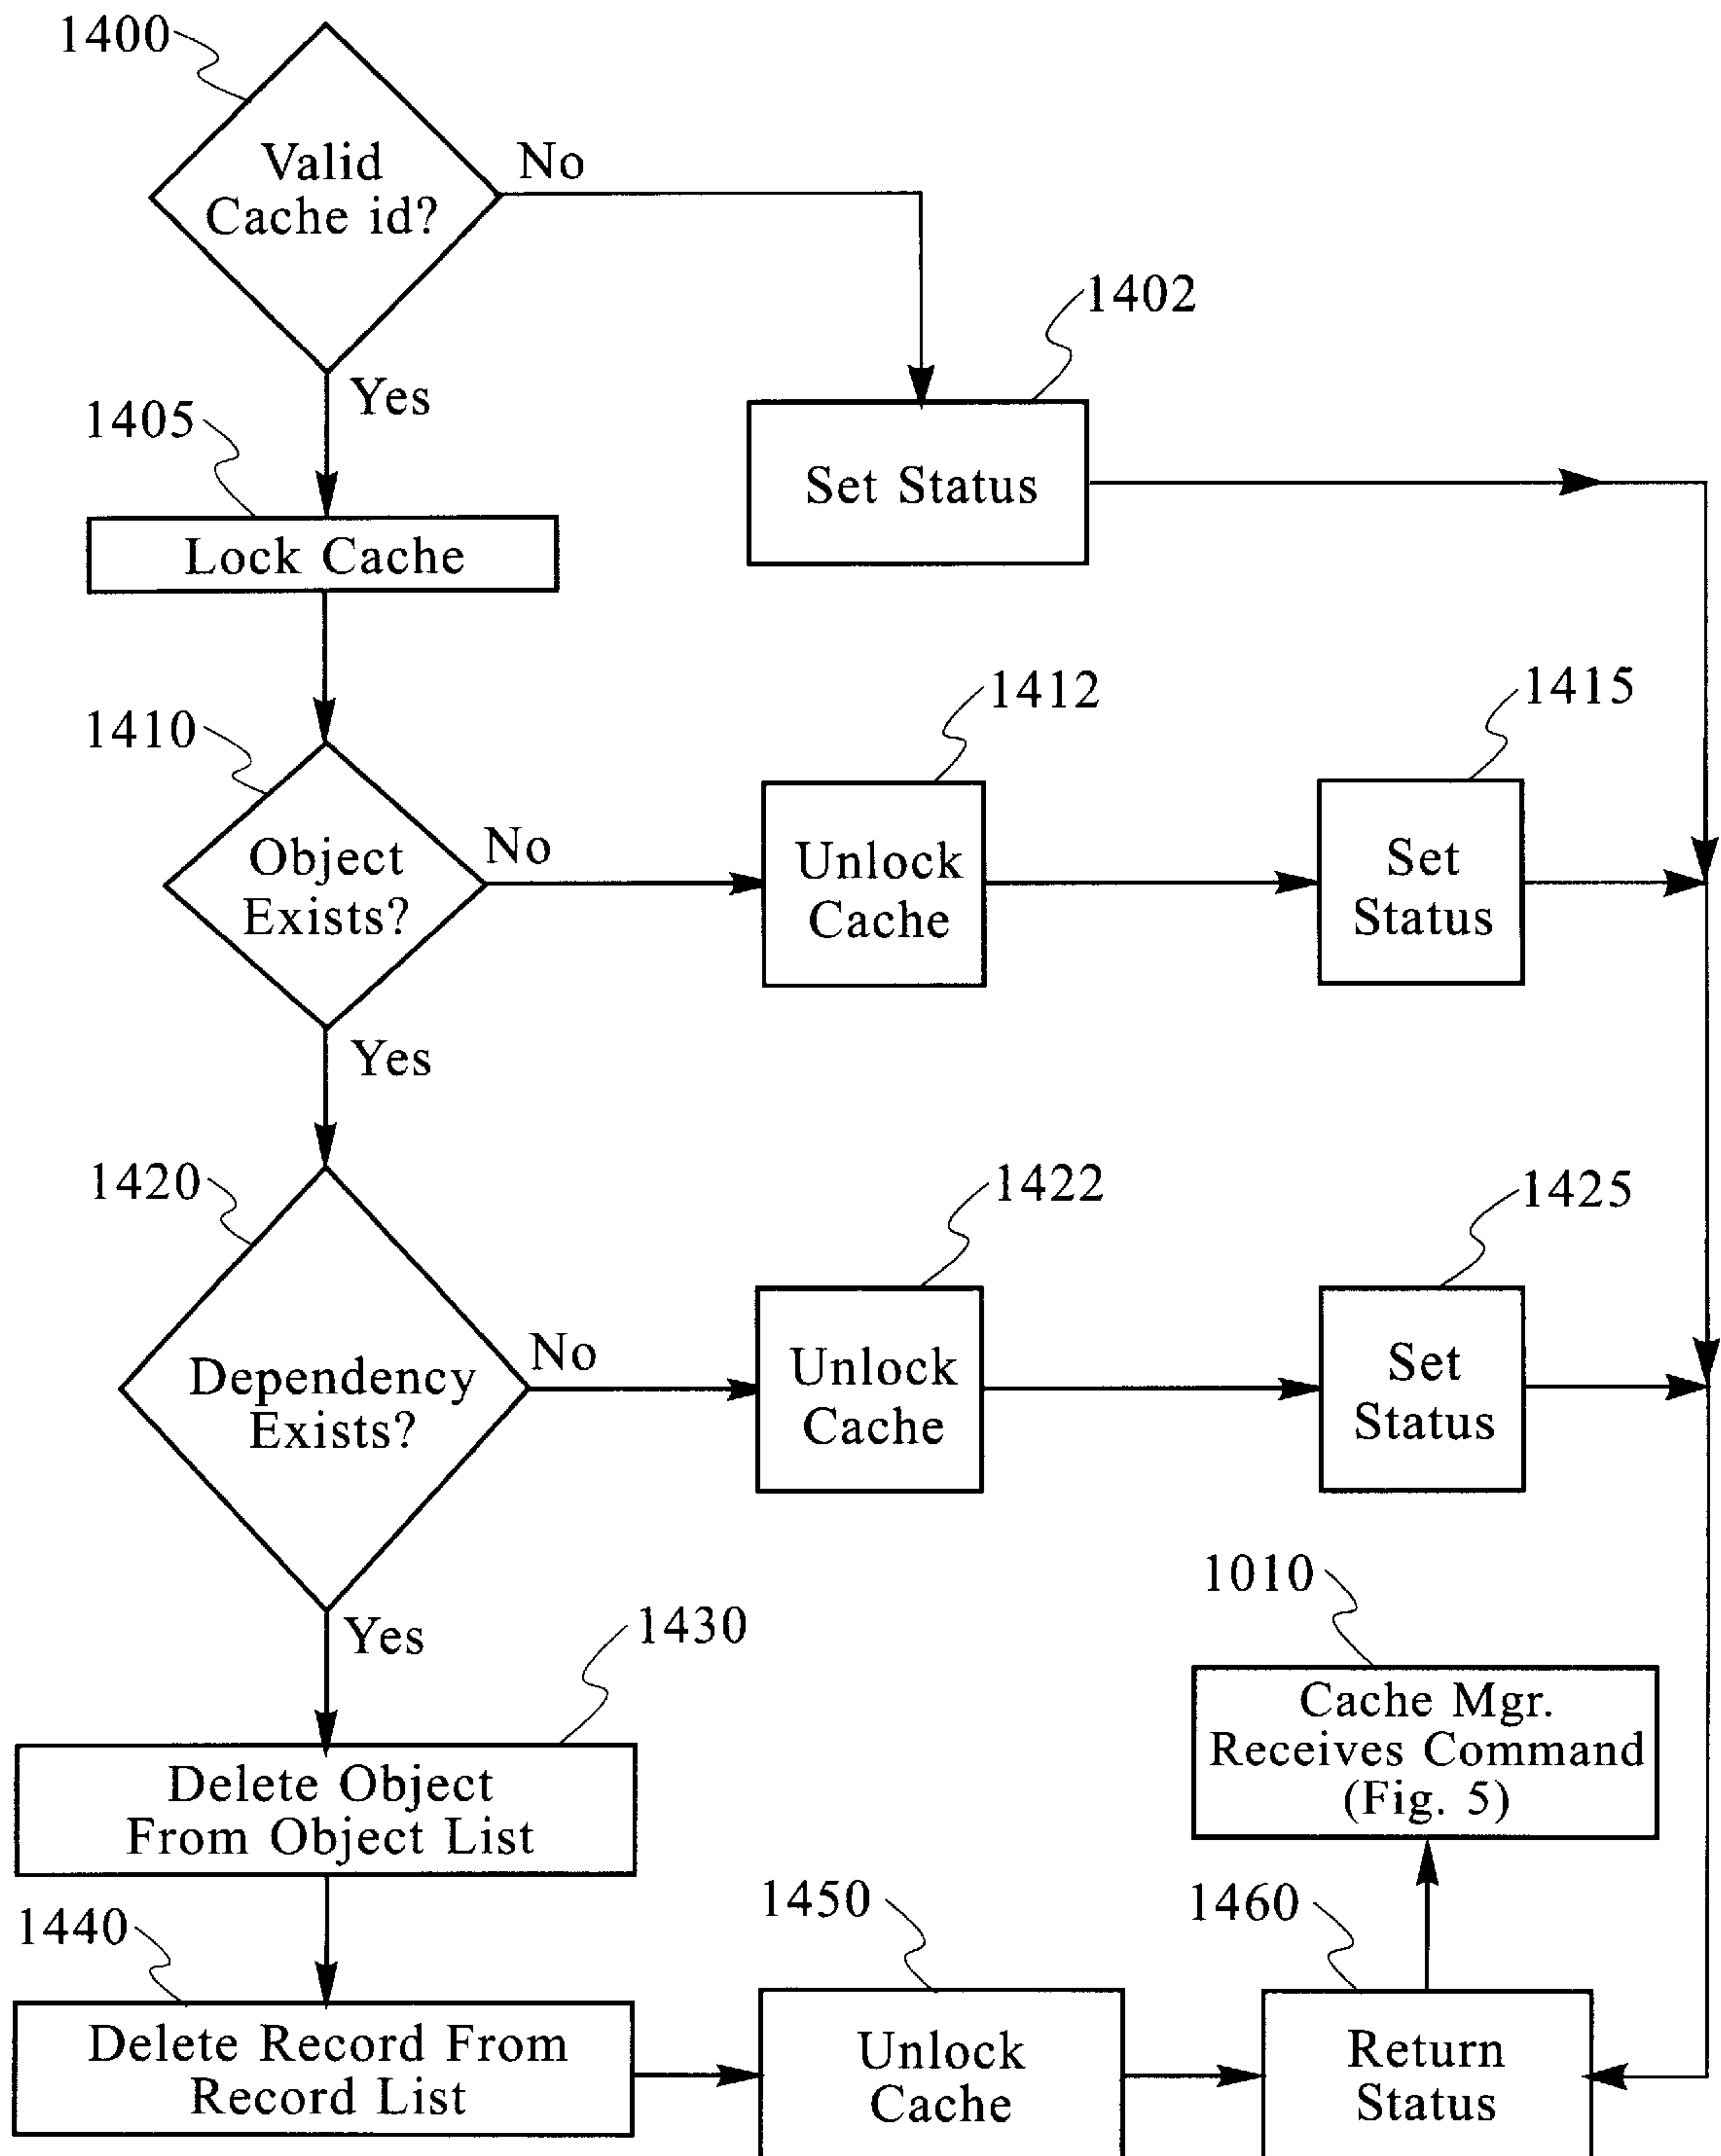 1400
Valid
Cache id?
No
1402
Set Status
Yes
1405
Lock Cache
1410
Object
Exists?
No
1412
Unlock
Cache
1415
Set
Status
Yes
1420
Dependency
Exists?
No
1422
Unlock
Cache
1425
Set
Status
Yes
1430
Delete Object
From Object List
1010
Cache Mgr.
Receives Command
(Fig. 5)
1440
Delete Record From
Record List
1450
Unlock
Cache
1460
Return
Status